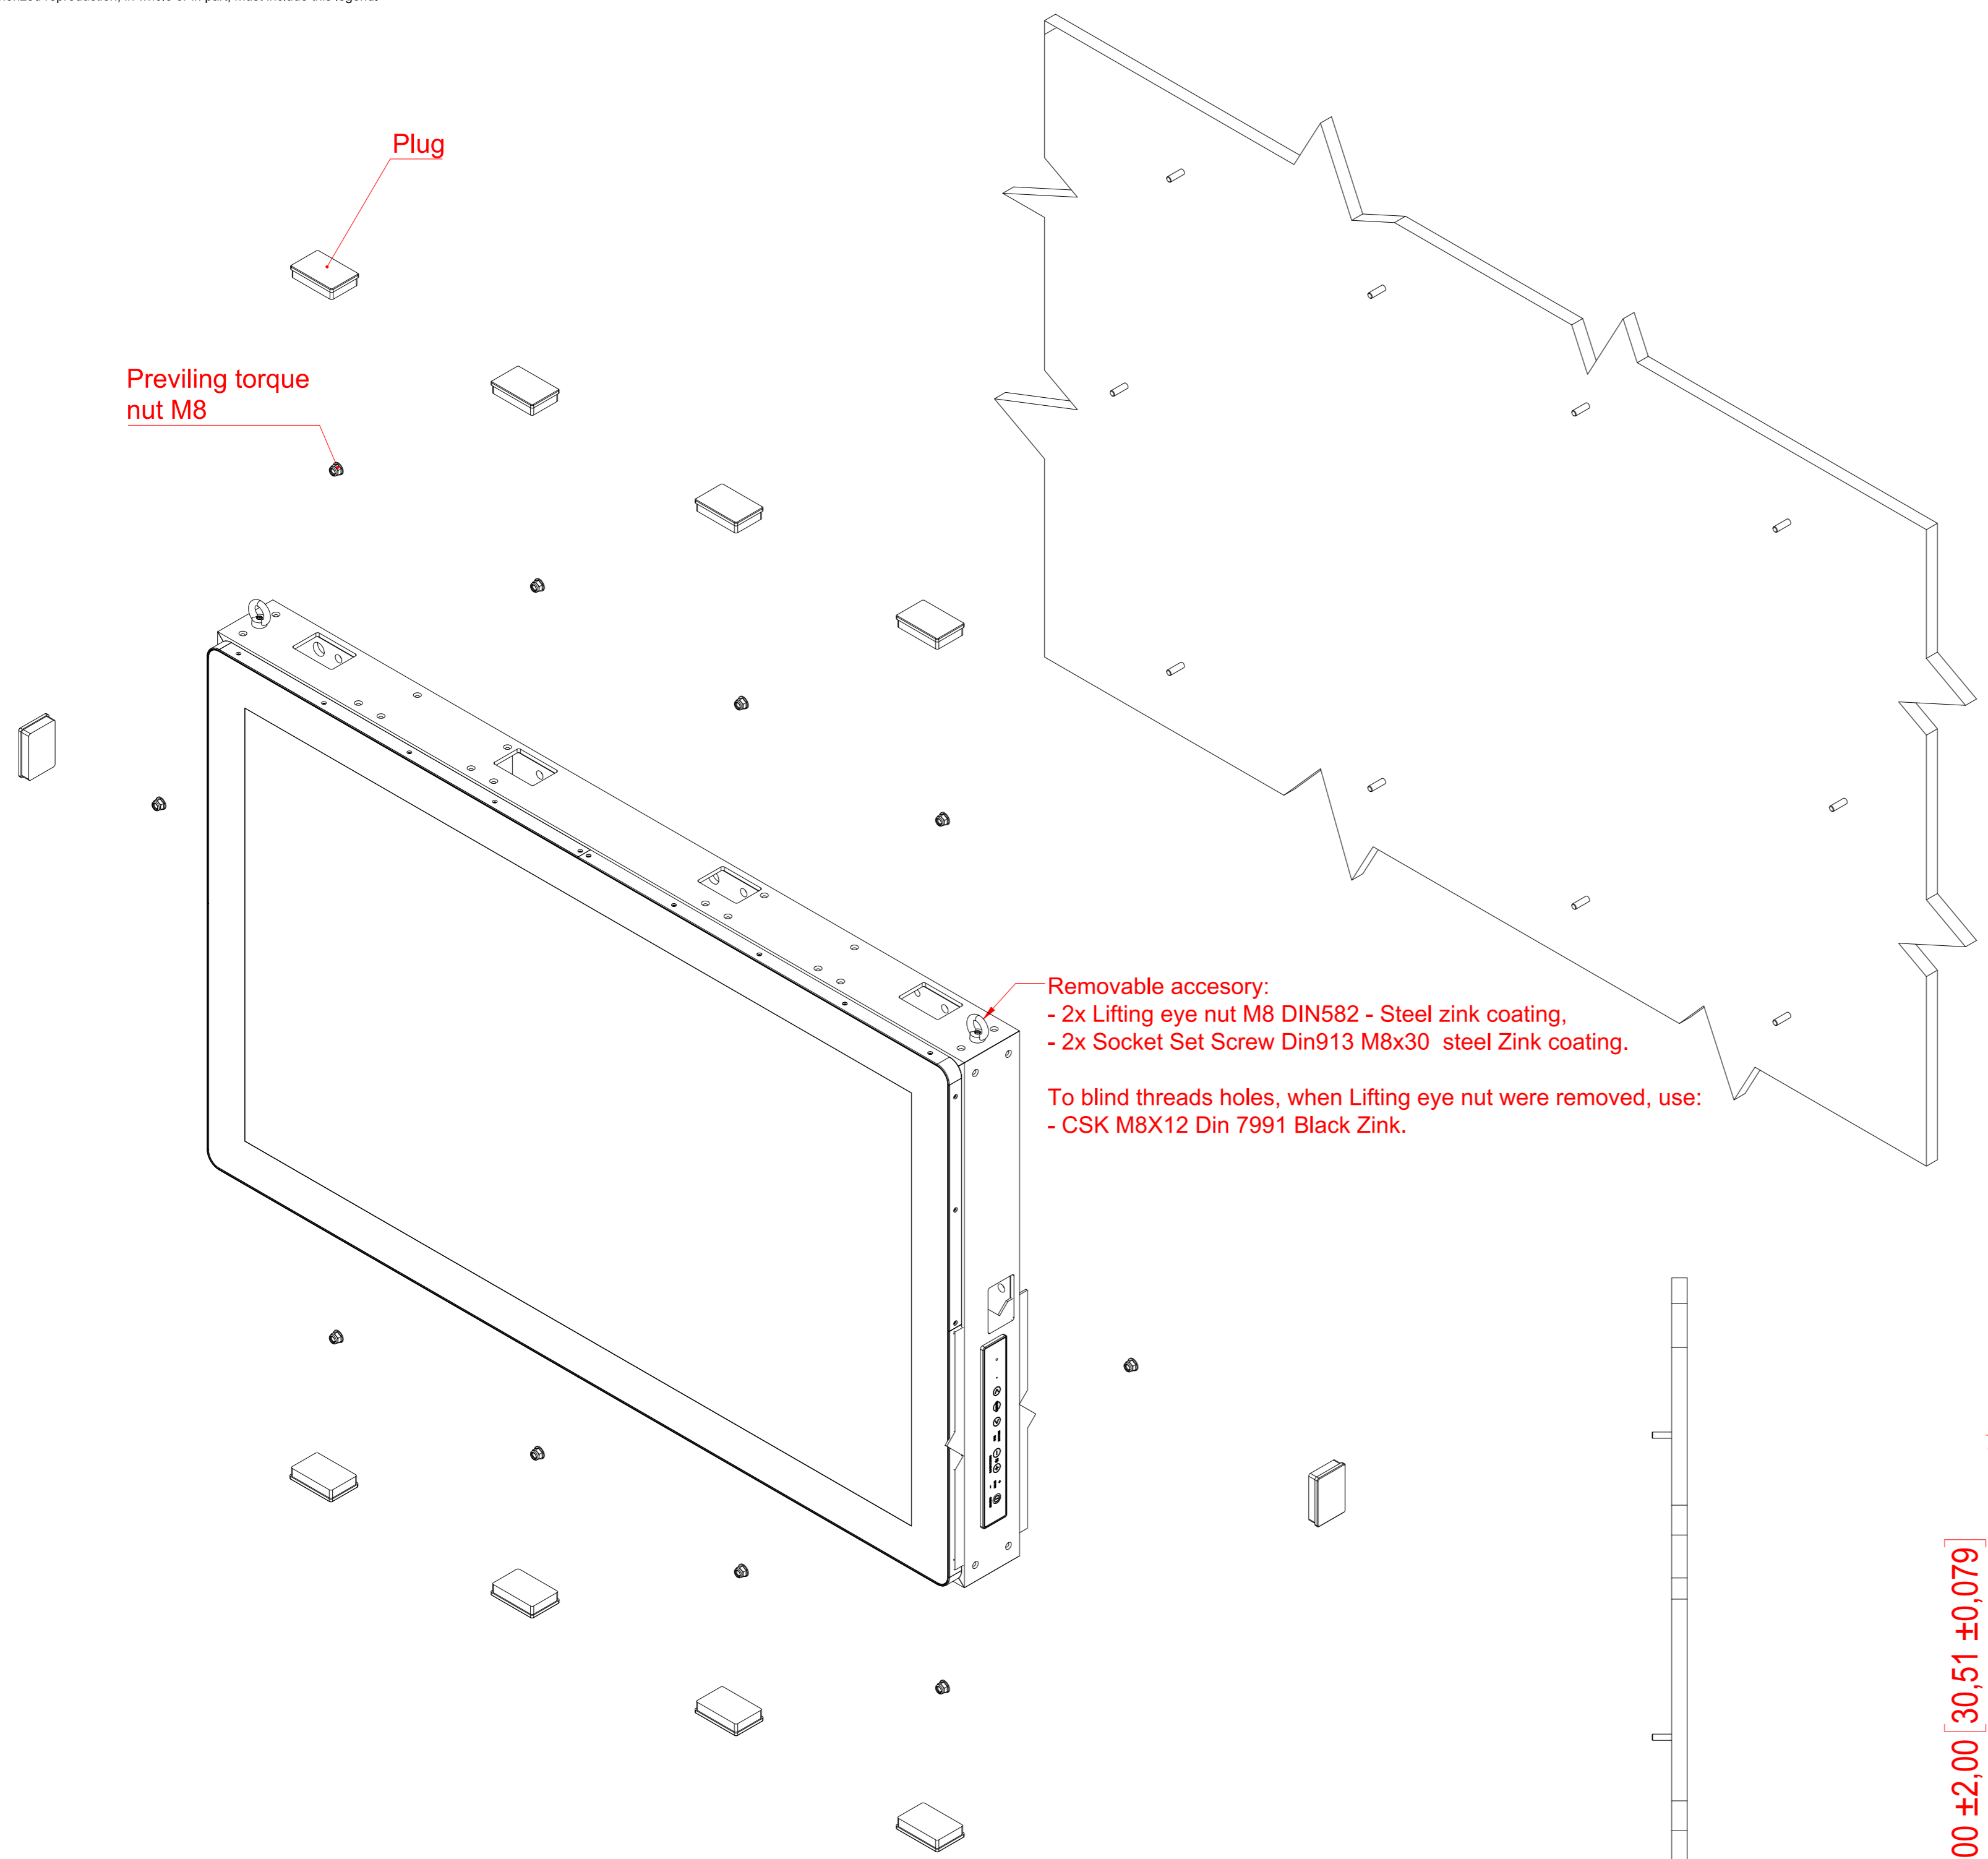 Plug
Previling torque
nut M8
Removable accesory:
- 2x Lifting eye nut M8 DIN582 - Steel zink coating,
- 2x Socket Set Screw Din913 M8x30 steel Zink coating.
To blind threads holes, when Lifting eye nut were removed, use:
- CSK M8X12 Din 7991 Black Zink.
00 ±2,00 [30,51 ±0,079]